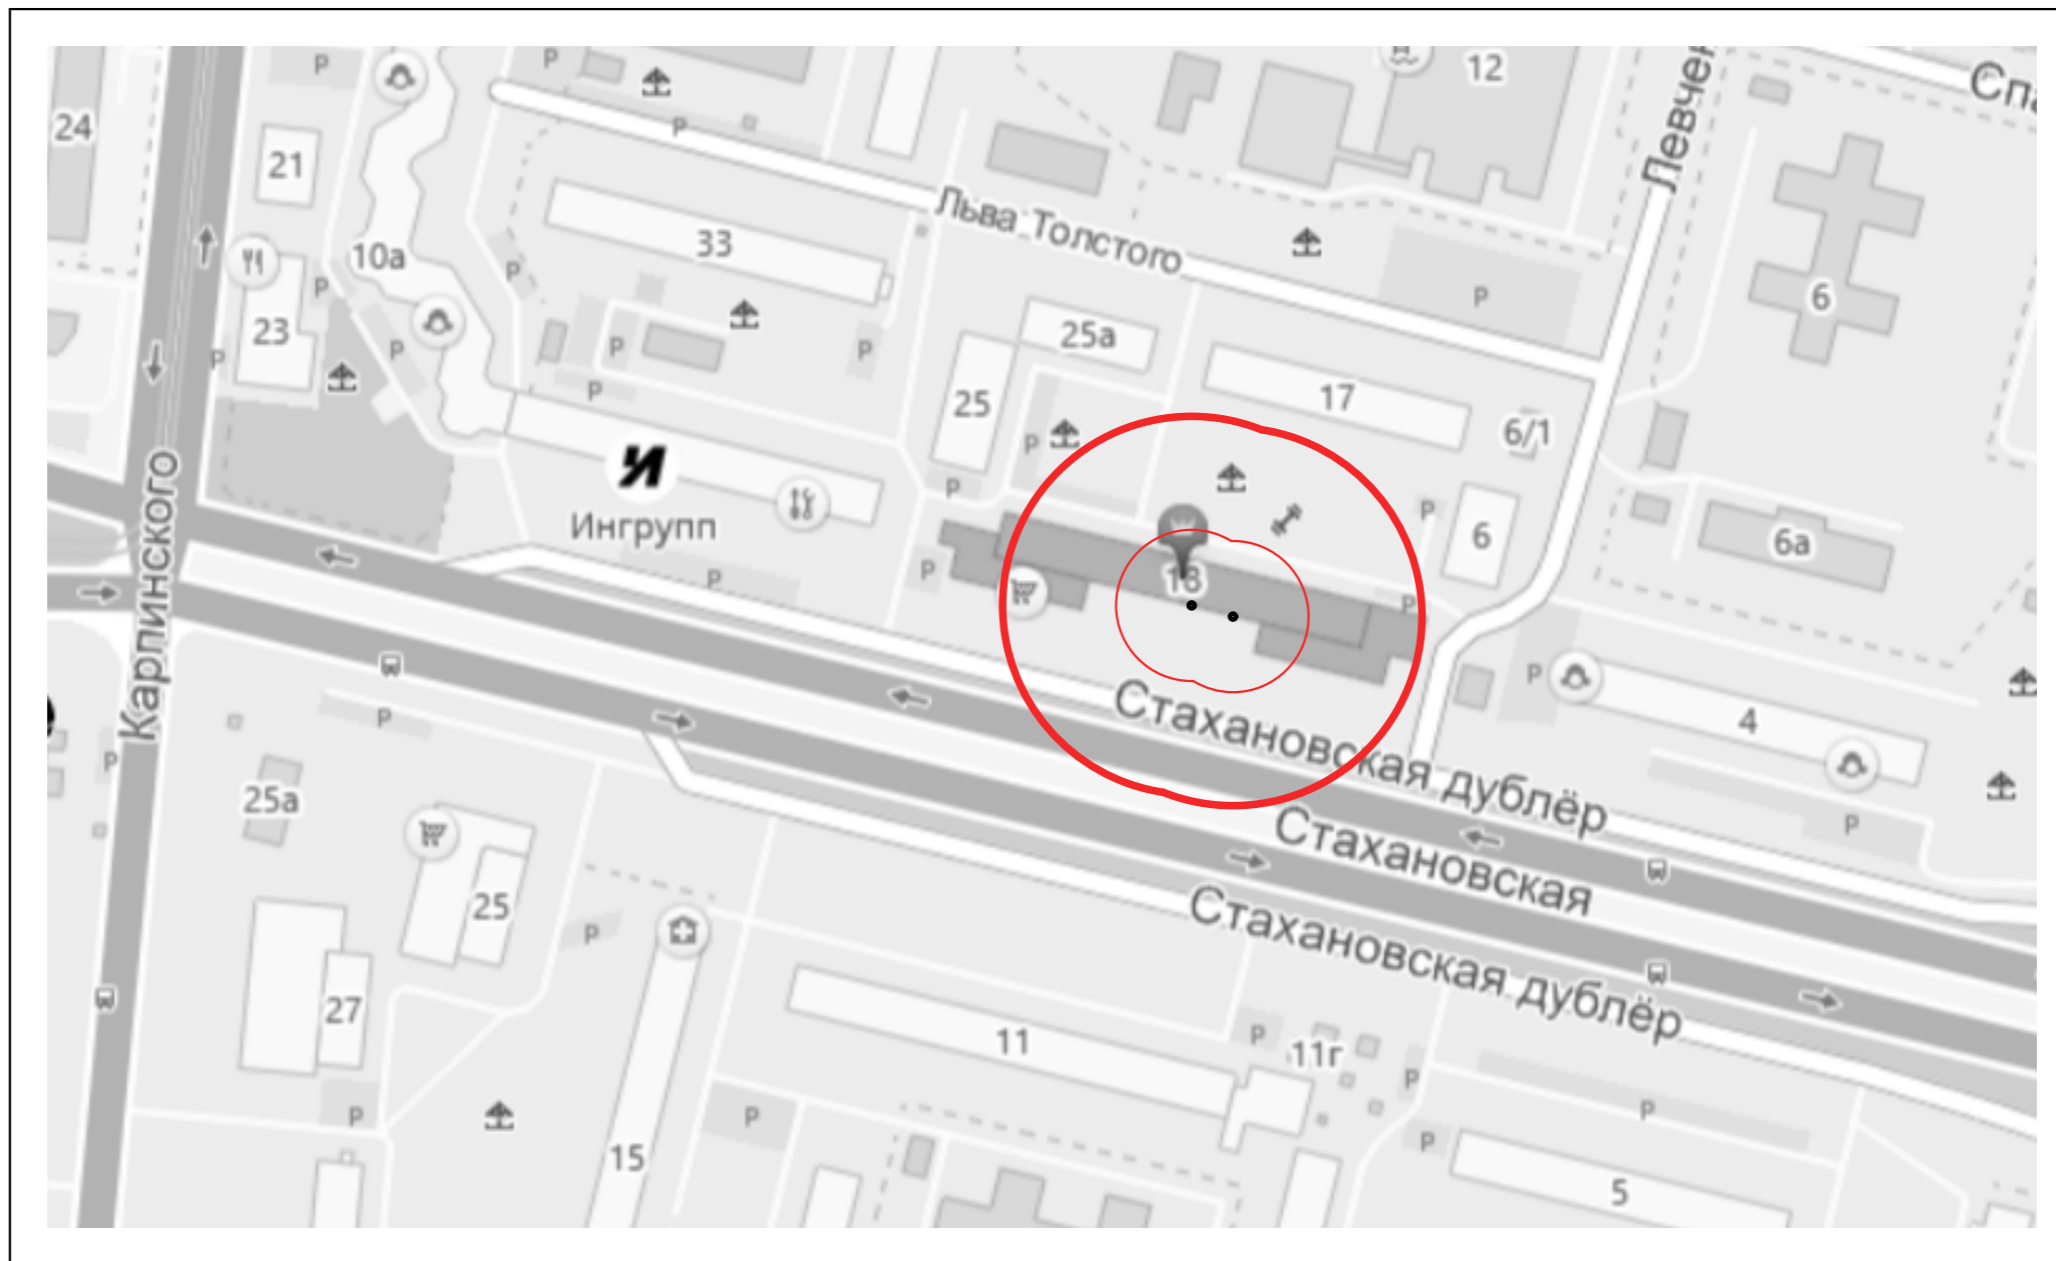 12
Спа
Левчен
24
P
P
P
21
Льва Толстого
33
10а
P
6
P
P
23
25а
P
P
P
P
P
17
25
P
6/1
P
P
P
Ингрупп
6
6а
P
P
18
P
Карпинского
P
Стахановская дублёр
4
P
P
25а
Стахановская
P
25
Стахановская дублёр
P
27
11
P
11г
P
P
P
P
15
P
5